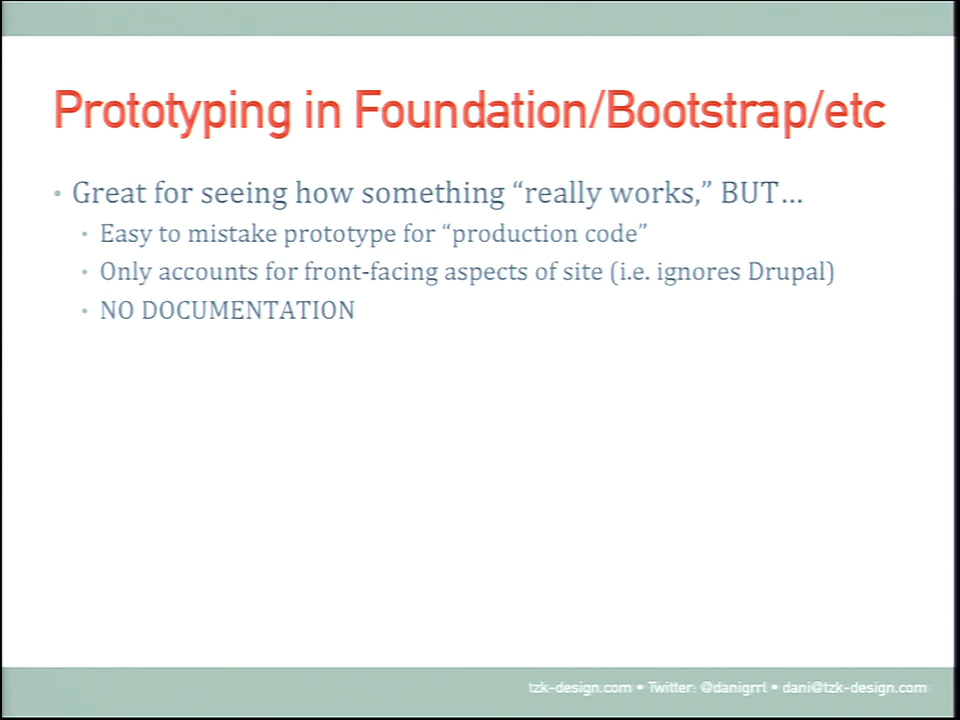 Prototyping in Foundation/Bootstrap/etc
• Great for seeing how something “really works,” BUT…
• Easy to mistake prototype for “production code”
• Only accounts for front-facing aspects of site (i.e. ignores Drupal)
• NO DOCUMENTATION
tzk-design.com • Twitter: @danigrrl • dani@tzk-design.com